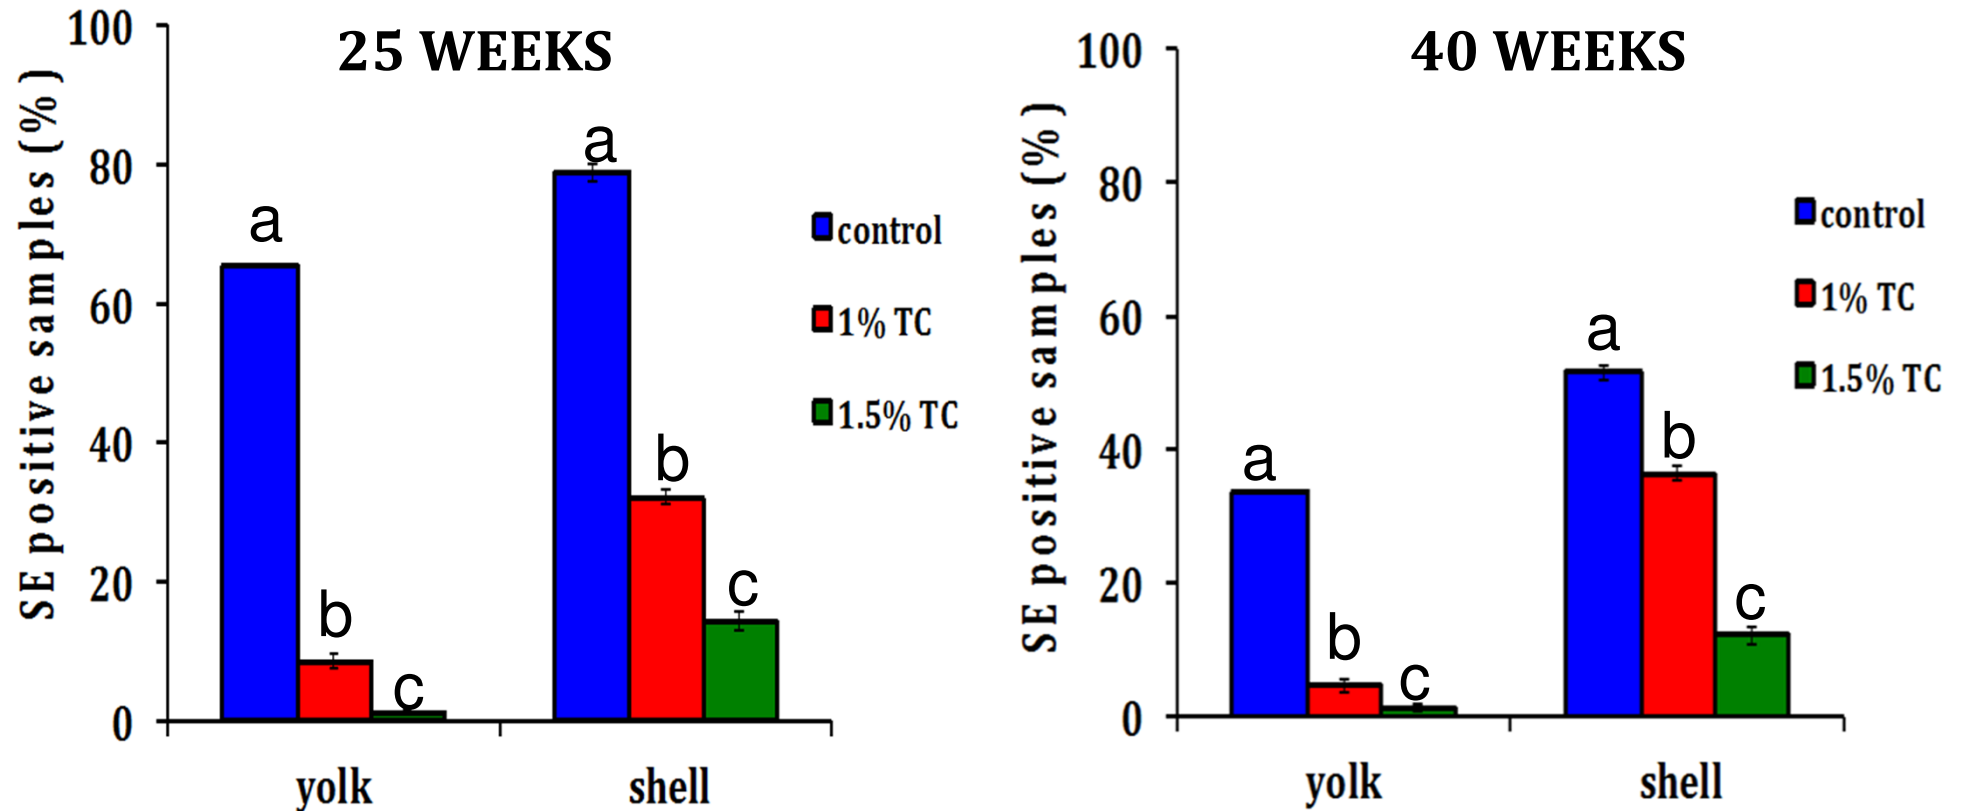 25 WEEKS
SE positive samples (%)
100
80
60
40
20
0
a
b
c
a
b
c
yolk
shell
control
1% TC
1.5% TC
40 WEEKS
SE positive samples (%)
100
80
60
40
20
0
a
b
c
a
b
c
yolk
shell
control
1% TC
1.5% TC